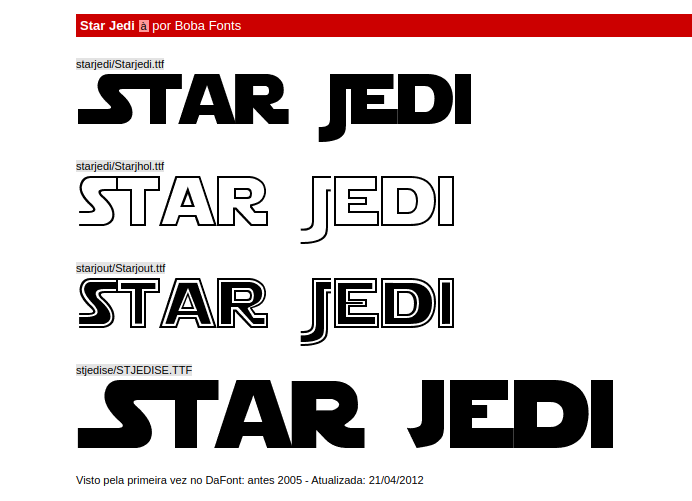 Star Jedi à por Boba Fonts
starjedi/Starjedi.ttf
STAR JEDI
starjedi/Starjhol.ttf
STAR JEDI
starjout/Starjout.ttf
STAR JEDI
stjedise/STJEDISE.TTF
STAR JEDI
Visto pela primeira vez no DaFont: antes 2005 - Atualizada: 21/04/2012